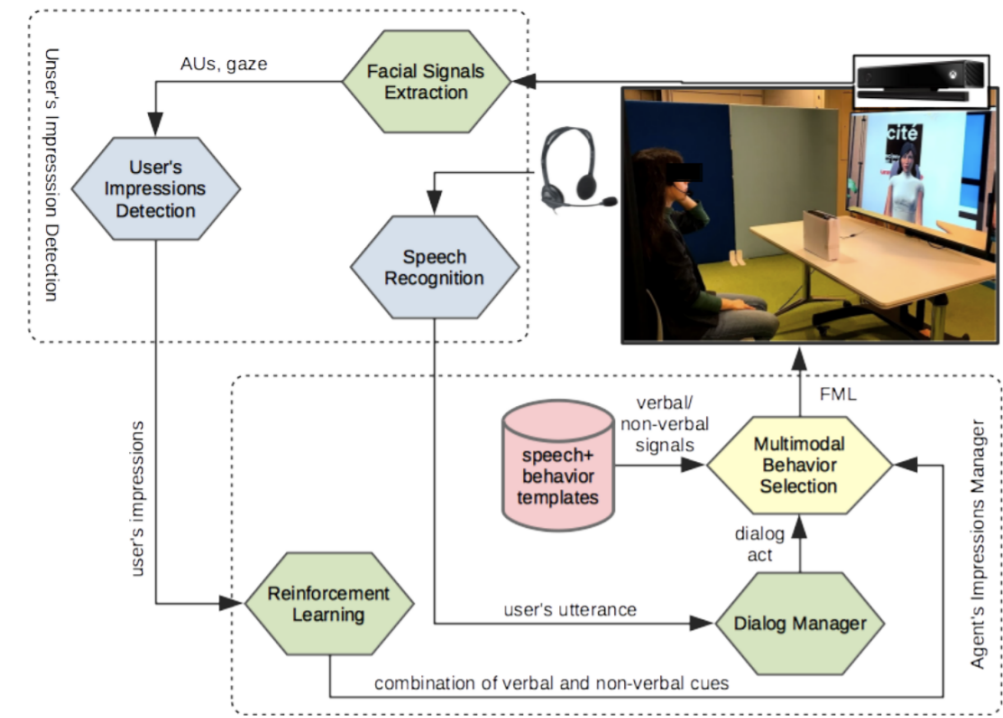 Unser's Impresssion Detection
AUs, gaze
Facial Signals
Extraction
User's
Impressions
Detection
Speech
Recognition
cité
user's impressions
FML
verbal/
non-verbal
signals
speech+
behavior
templates
Multimodal
Behavior
Selection
dialog
act
Agent's Impressions Manager
Reinforcement
Learning
user's utterance
Dialog Manager
combination of verbal and non-verbal cues